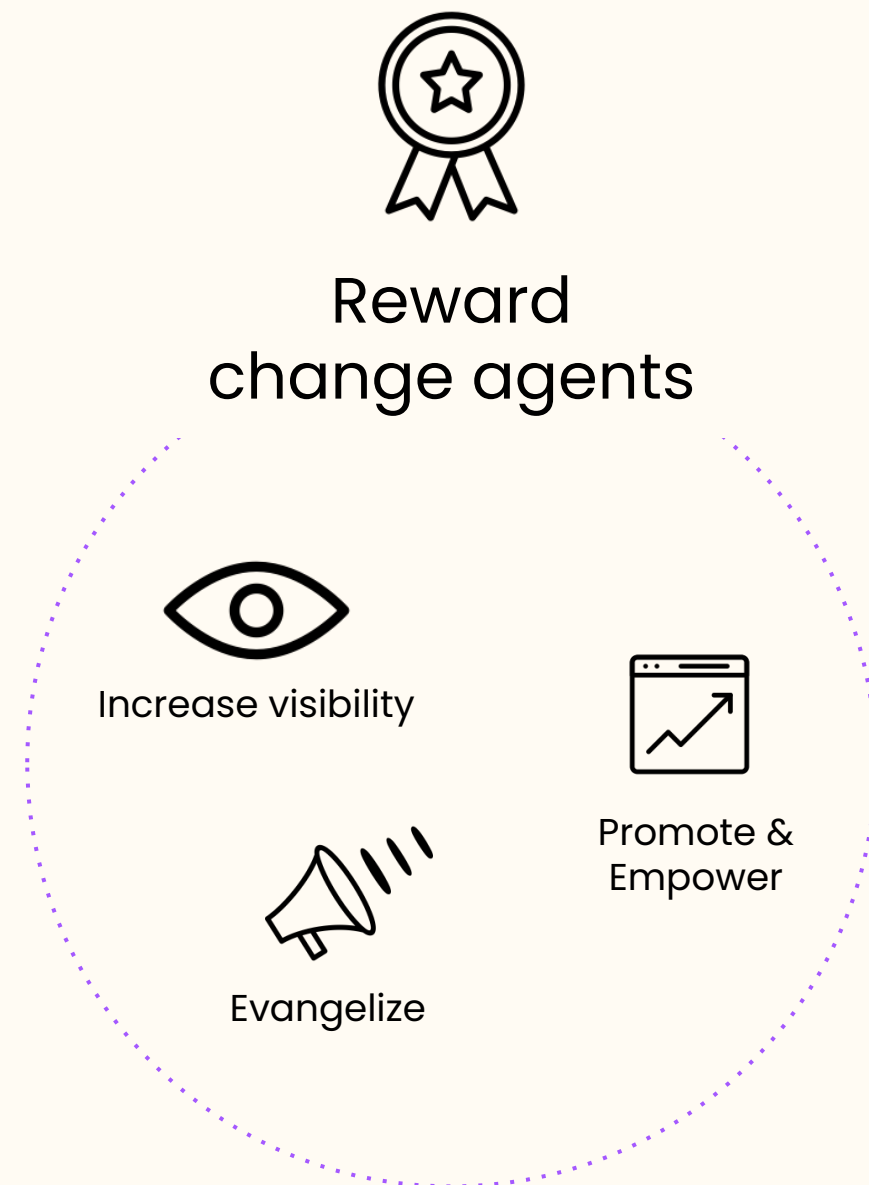 Reward
change agents
Increase visibility
Promote &
Empower
Evangelize